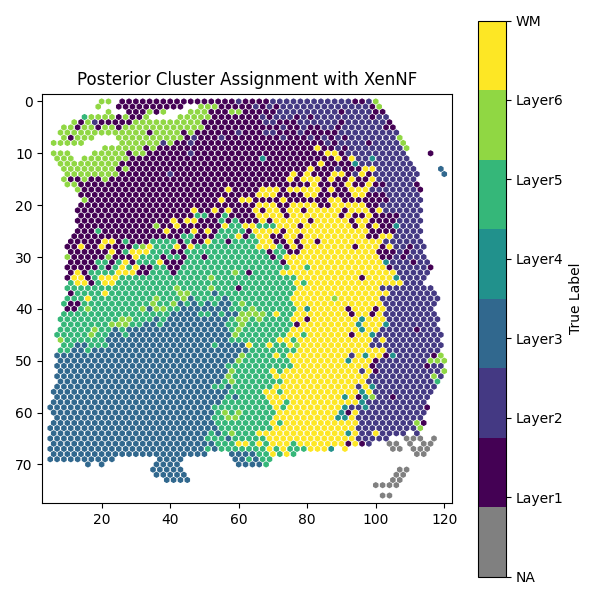 Posterior Cluster Assignment with XenNF
0
10
20
30
40
50
60
70
20
40
60
80
100
120
WM
Layer6
Layer5
Layer4
Layer3
Layer2
Layer1
NA
True Label